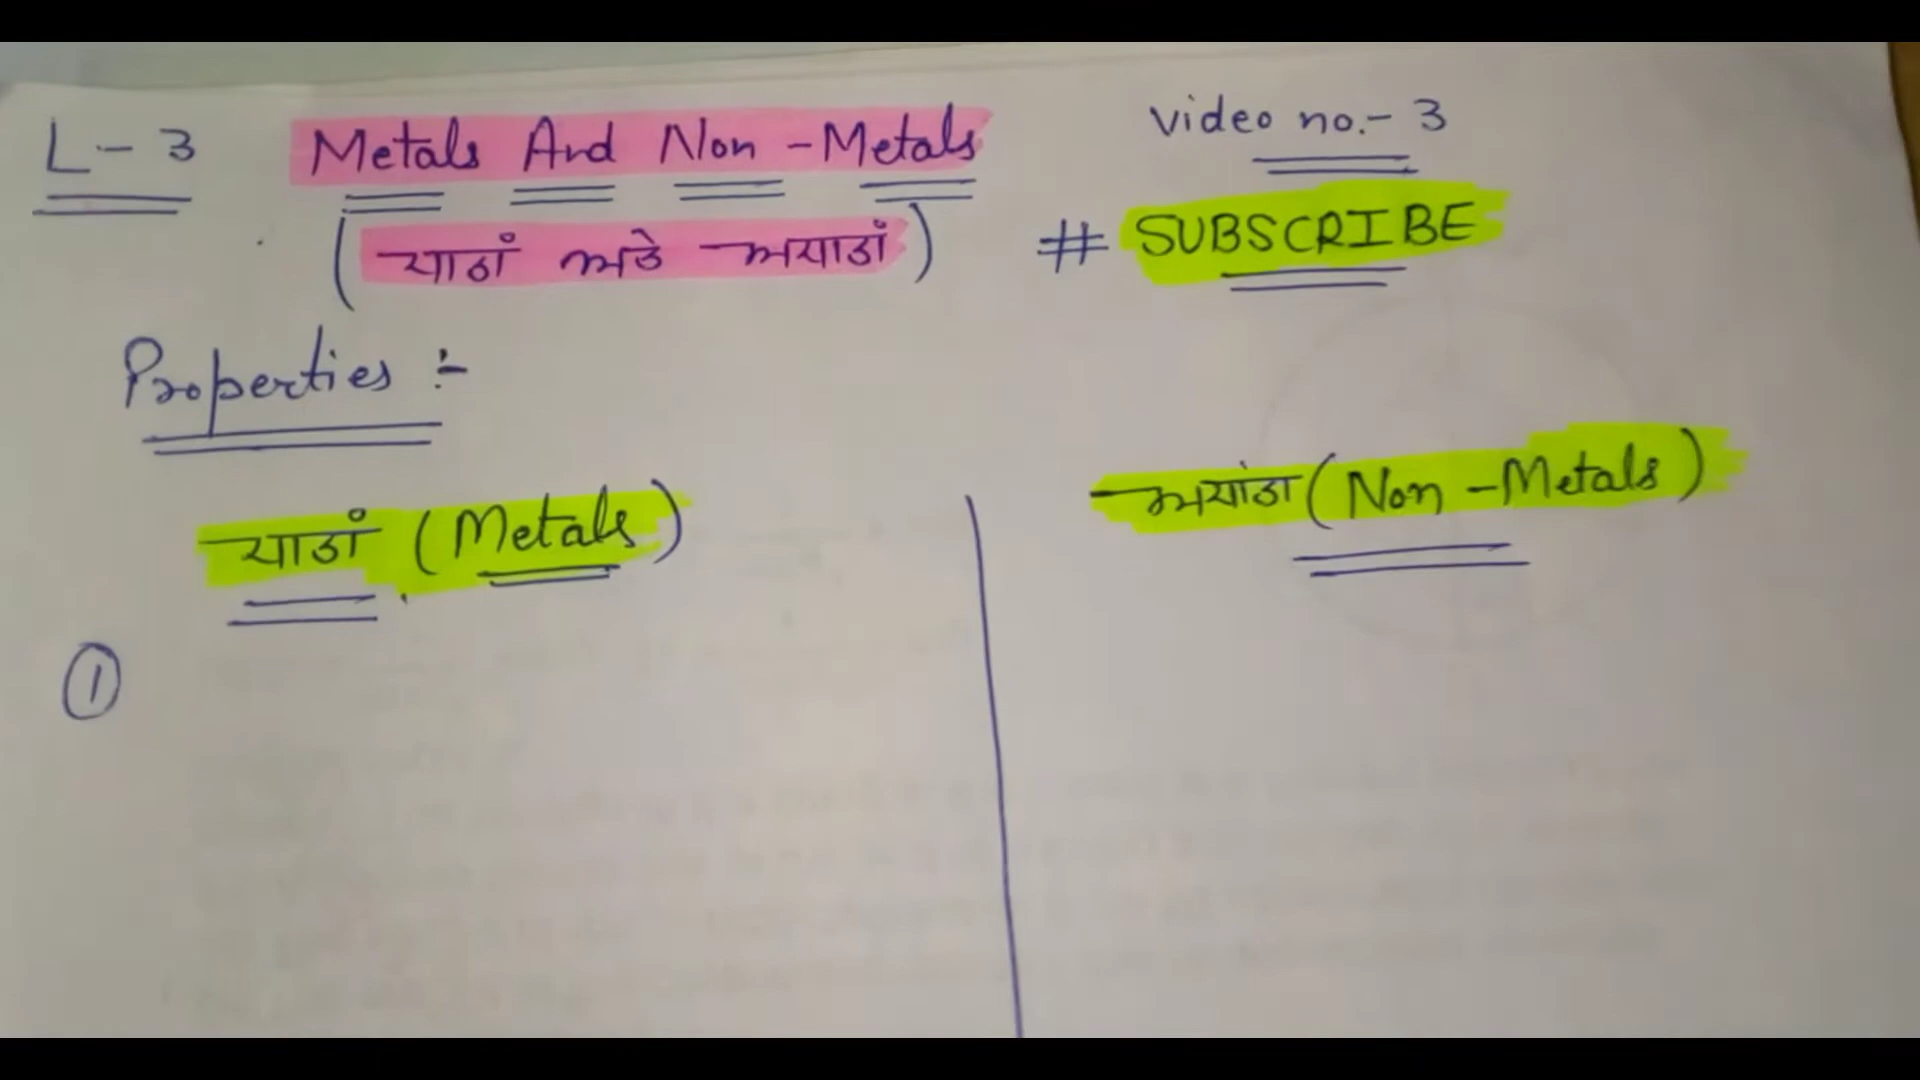 L-3 Metals And Non-Metals Video no.- 3
(ਧਾਤਾਂ ਅਤੇ ਅਧਾਤਾਂ) # SUBSCRIBE
Properties :-
ਧਾਤਾਂ (Metals) ਅਧਾਂਤਾ (Non-Metals)
1